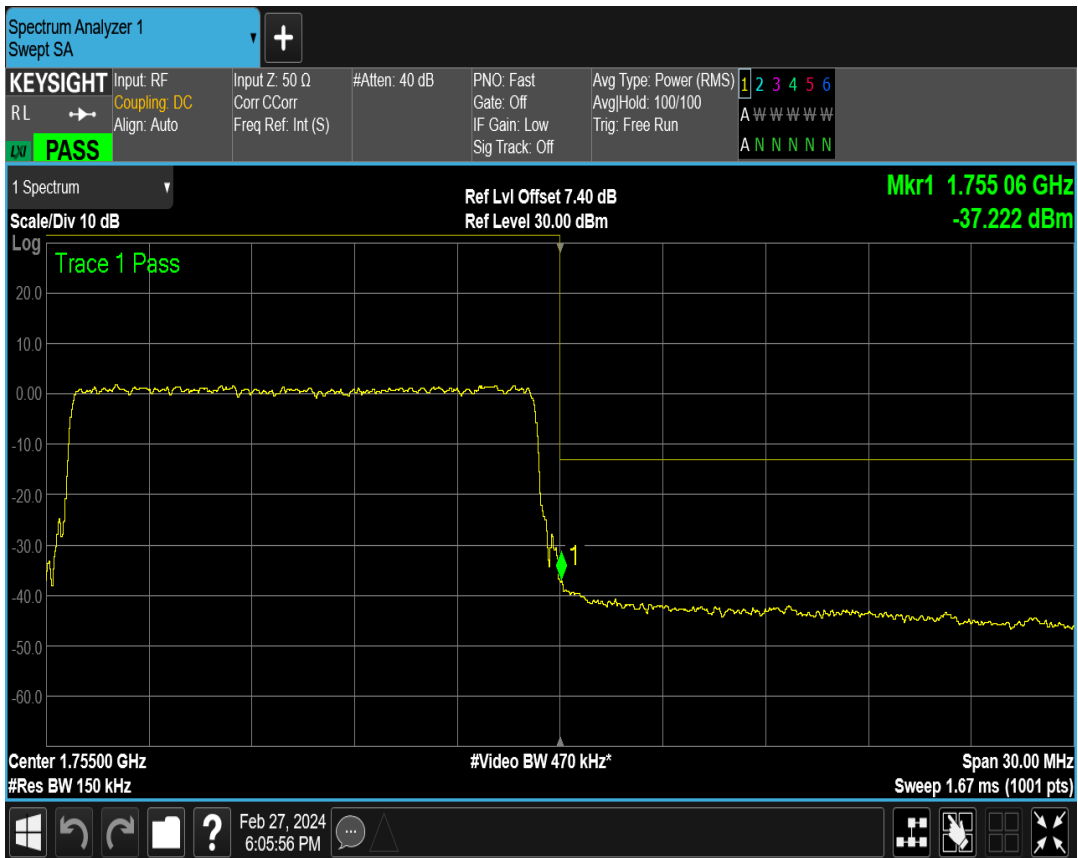 Spectrum Analyzer 1
Swept SA
+
KEYSIGHT Input: RF Input Z: 50 Ω #Atten: 40 dB PNO: Fast Avg Type: Power (RMS) 1 2 3 4 5 6
RL Coupling: DC Corr CCorr Gate: Off Avg|Hold: 100/100 A W W W W W
Align: Auto Freq Ref: Int (S) IF Gain: Low Trig: Free Run
LXI PASS Sig Track: Off A N N N N N
1 Spectrum Ref Lvl Offset 7.40 dB Mkr1 1.755 06 GHz
Scale/Div 10 dB Ref Level 30.00 dBm -37.222 dBm
Log
Trace 1 Pass
20.0
10.0
0.00
-10.0
-20.0
-30.0
1
-40.0
-50.0
-60.0
Center 1.75500 GHz #Video BW 470 kHz* Span 30.00 MHz
#Res BW 150 kHz Sweep 1.67 ms (1001 pts)
? Feb 27, 2024
6:05:56 PM